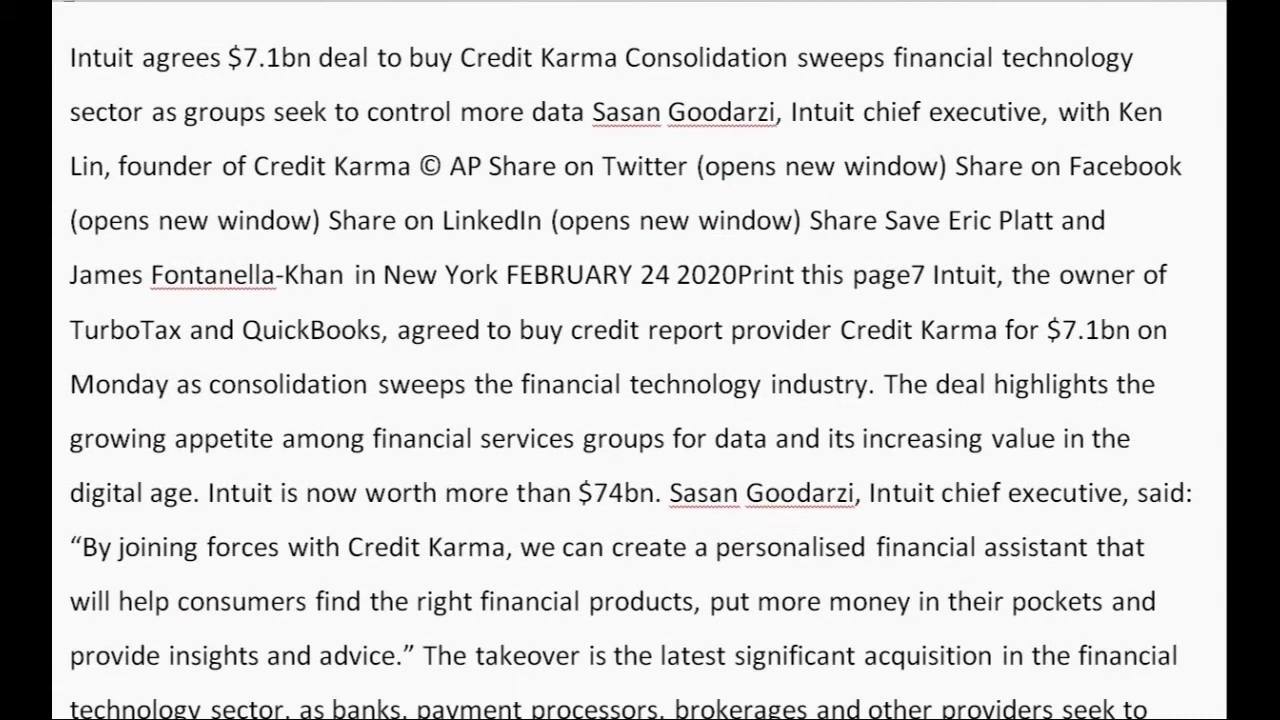 Intuit agrees $7.1bn deal to buy Credit Karma Consolidation sweeps financial technology
sector as groups seek to control more data Sasan Goodarzi, Intuit chief executive, with Ken
Lin, founder of Credit Karma © AP Share on Twitter (opens new window) Share on Facebook
(opens new window) Share on LinkedIn (opens new window) Share Save Eric Platt and
James Fontanella-Khan in New York FEBRUARY 24 2020Print this page7 Intuit, the owner of
TurboTax and QuickBooks, agreed to buy credit report provider Credit Karma for $7.1bn on
Monday as consolidation sweeps the financial technology industry. The deal highlights the
growing appetite among financial services groups for data and its increasing value in the
digital age. Intuit is now worth more than $74bn. Sasan Goodarzi, Intuit chief executive, said:
“By joining forces with Credit Karma, we can create a personalised financial assistant that
will help consumers find the right financial products, put more money in their pockets and
provide insights and advice.” The takeover is the latest significant acquisition in the financial
technology sector, as banks, payment processors, brokerages and other providers seek to